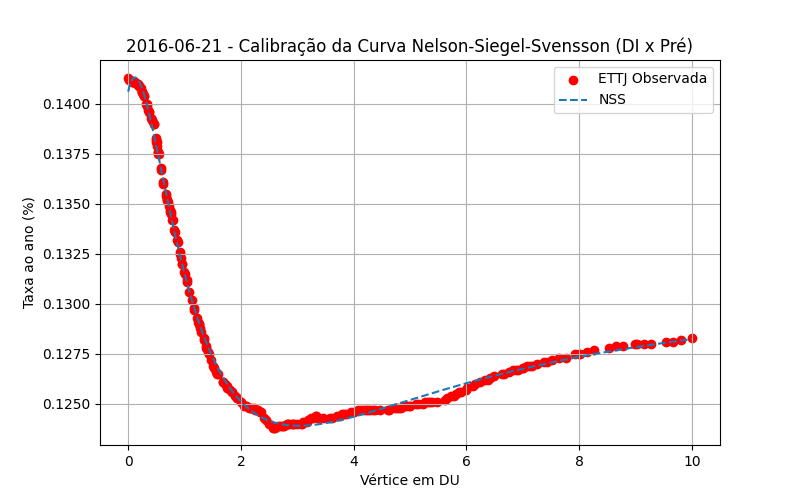 2016-06-21 - Calibração da Curva Nelson-Siegel-Svensson (DI x Pré)
ETTJ Observada
NSS
Taxa ao ano (%)
0.1400
0.1375
0.1350
0.1325
0.1300
0.1275
0.1250
0 2 4 6 8 10
Vértice em DU